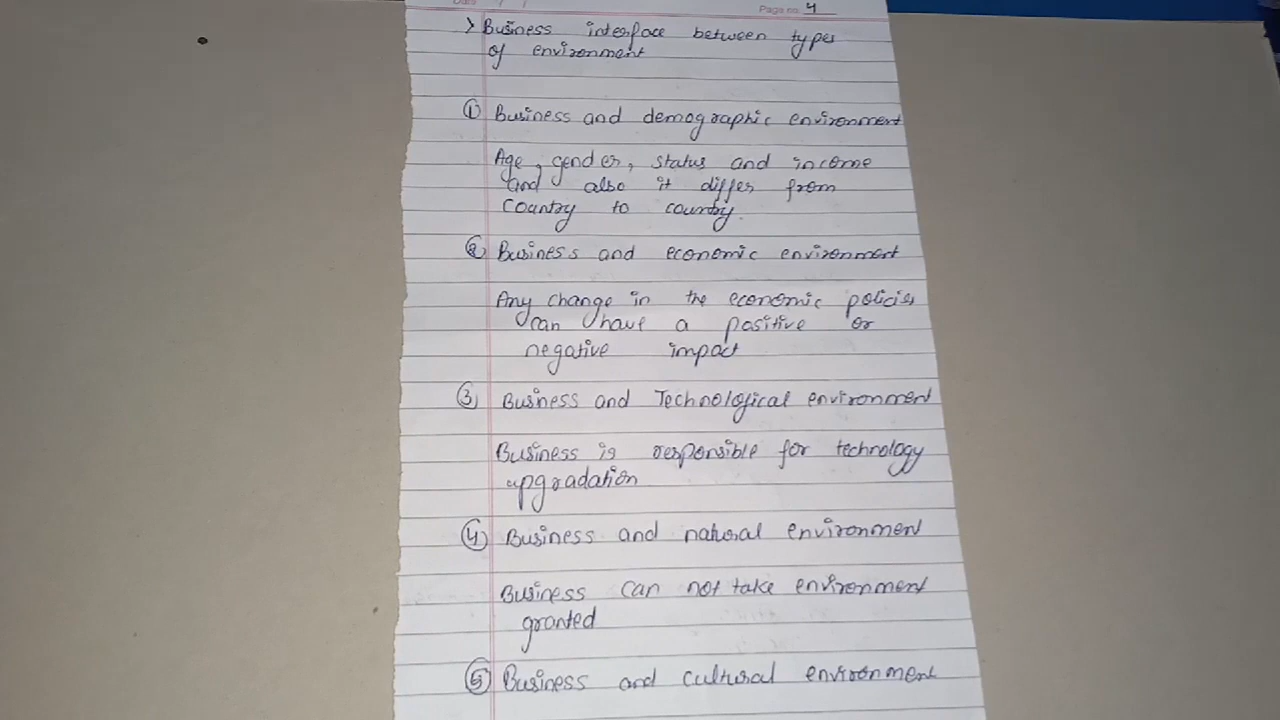 Date / /
Page no. 4
> Business interface between types
of environment
① Business and demographic environment
Age, gender, status and income
and also it differ from
country to country.
② Business and economic environment
Any change in the economic policies
can have a positive or
negative impact
③ Business and Technological environment
Business is responsible for technology
upgradation
④ Business and natural environment
Business can not take environment
granted
⑤ Business and cultural environment